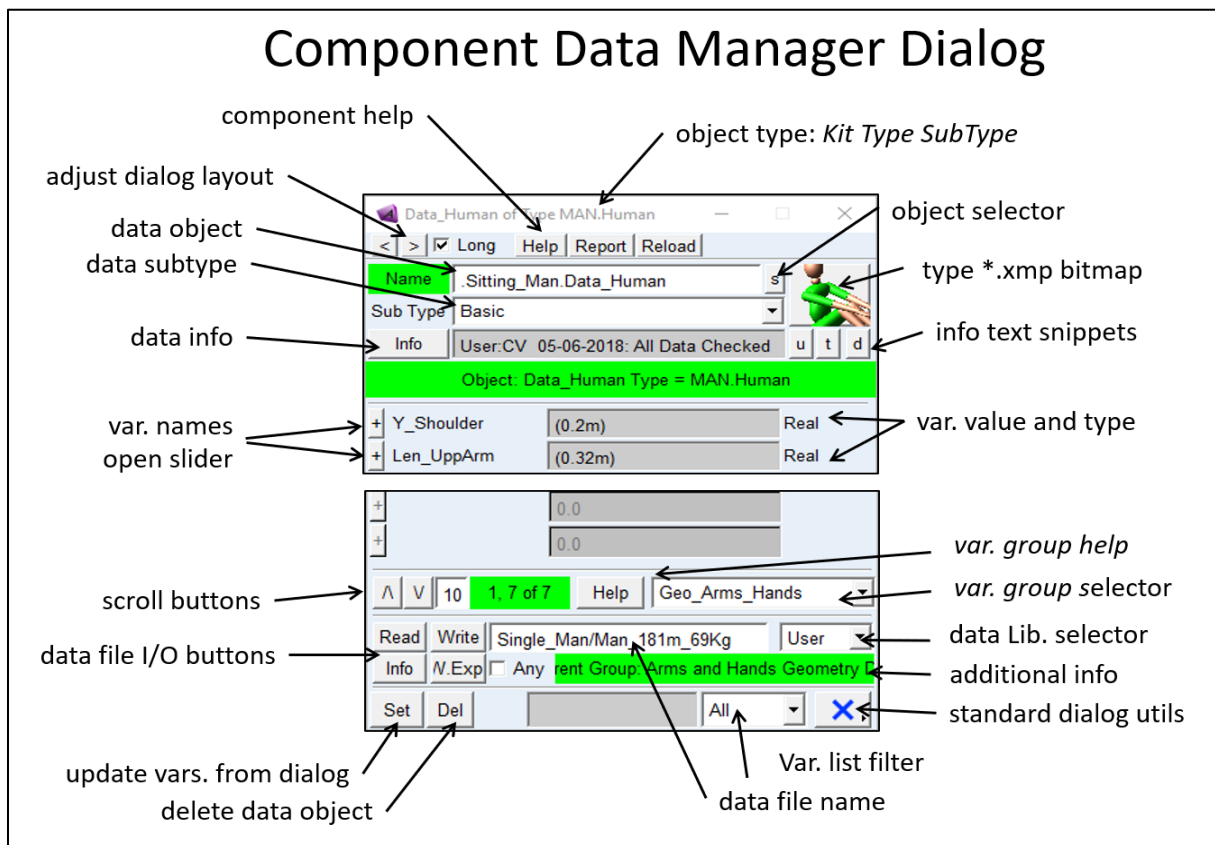 Component Data Manager Dialog
component help
object type: Kit Type SubType
adjust dialog layout
Data_Human of Type MAN.Human
object selector
data object
< > Long Help Report Reload
data subtype
Name .Sitting_Man.Data_Human s
type *.xmp bitmap
Sub Type Basic
data info
Info User:CV 05-06-2018: All Data Checked u t d
info text snippets
Object: Data_Human Type = MAN.Human
var. names
+ Y_Shoulder (0.2m) Real
var. value and type
open slider
+ Len_UppArm (0.32m) Real
+ 0.0
+ 0.0
var. group help
var. group selector
scroll buttons
/\ \/ 10 1, 7 of 7 Help Geo_Arms_Hands
Read Write Single_Man/Man_181m_69Kg User
data Lib. selector
data file I/O buttons
Info V.Exp Any rent Group: Arms and Hands Geometry D
additional info
Set Del All
standard dialog utils
update vars. from dialog
Var. list filter
delete data object
data file name